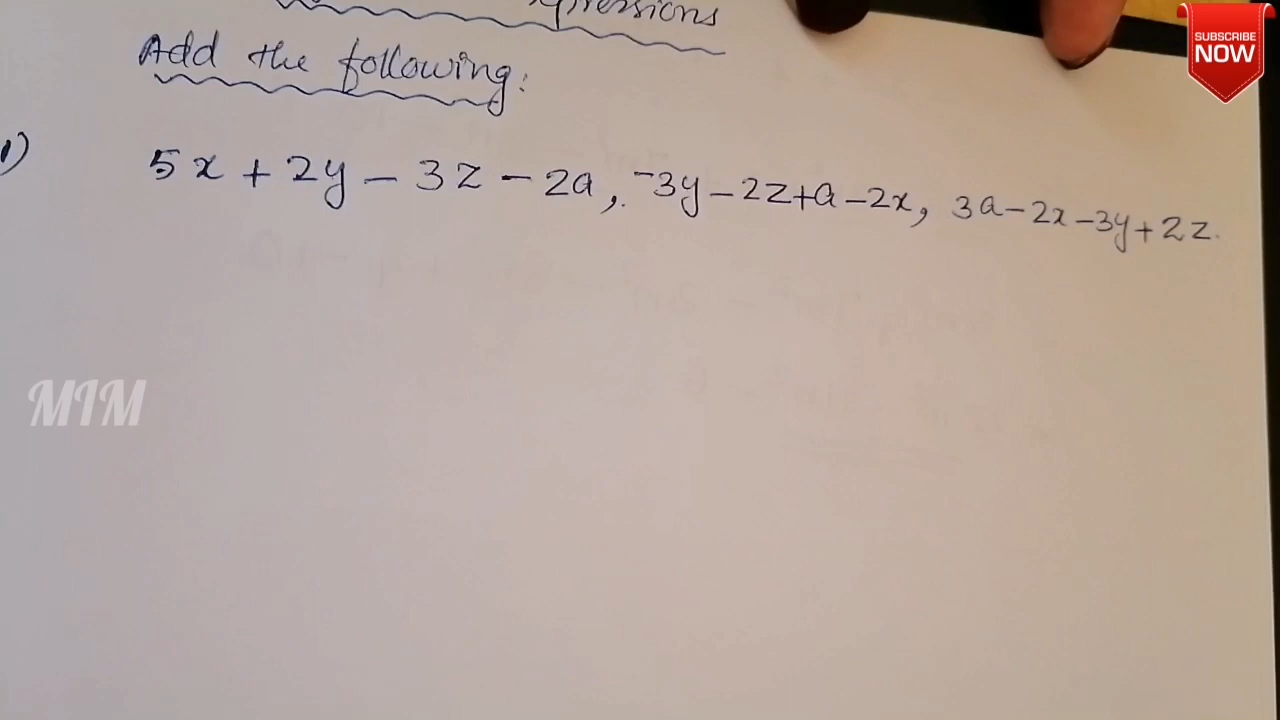 SUBSCRIBE
NOW
Add the following:
1) 5x + 2y - 3z - 2a, -3y - 2z + a - 2x, 3a - 2x - 3y + 2z.
MIM